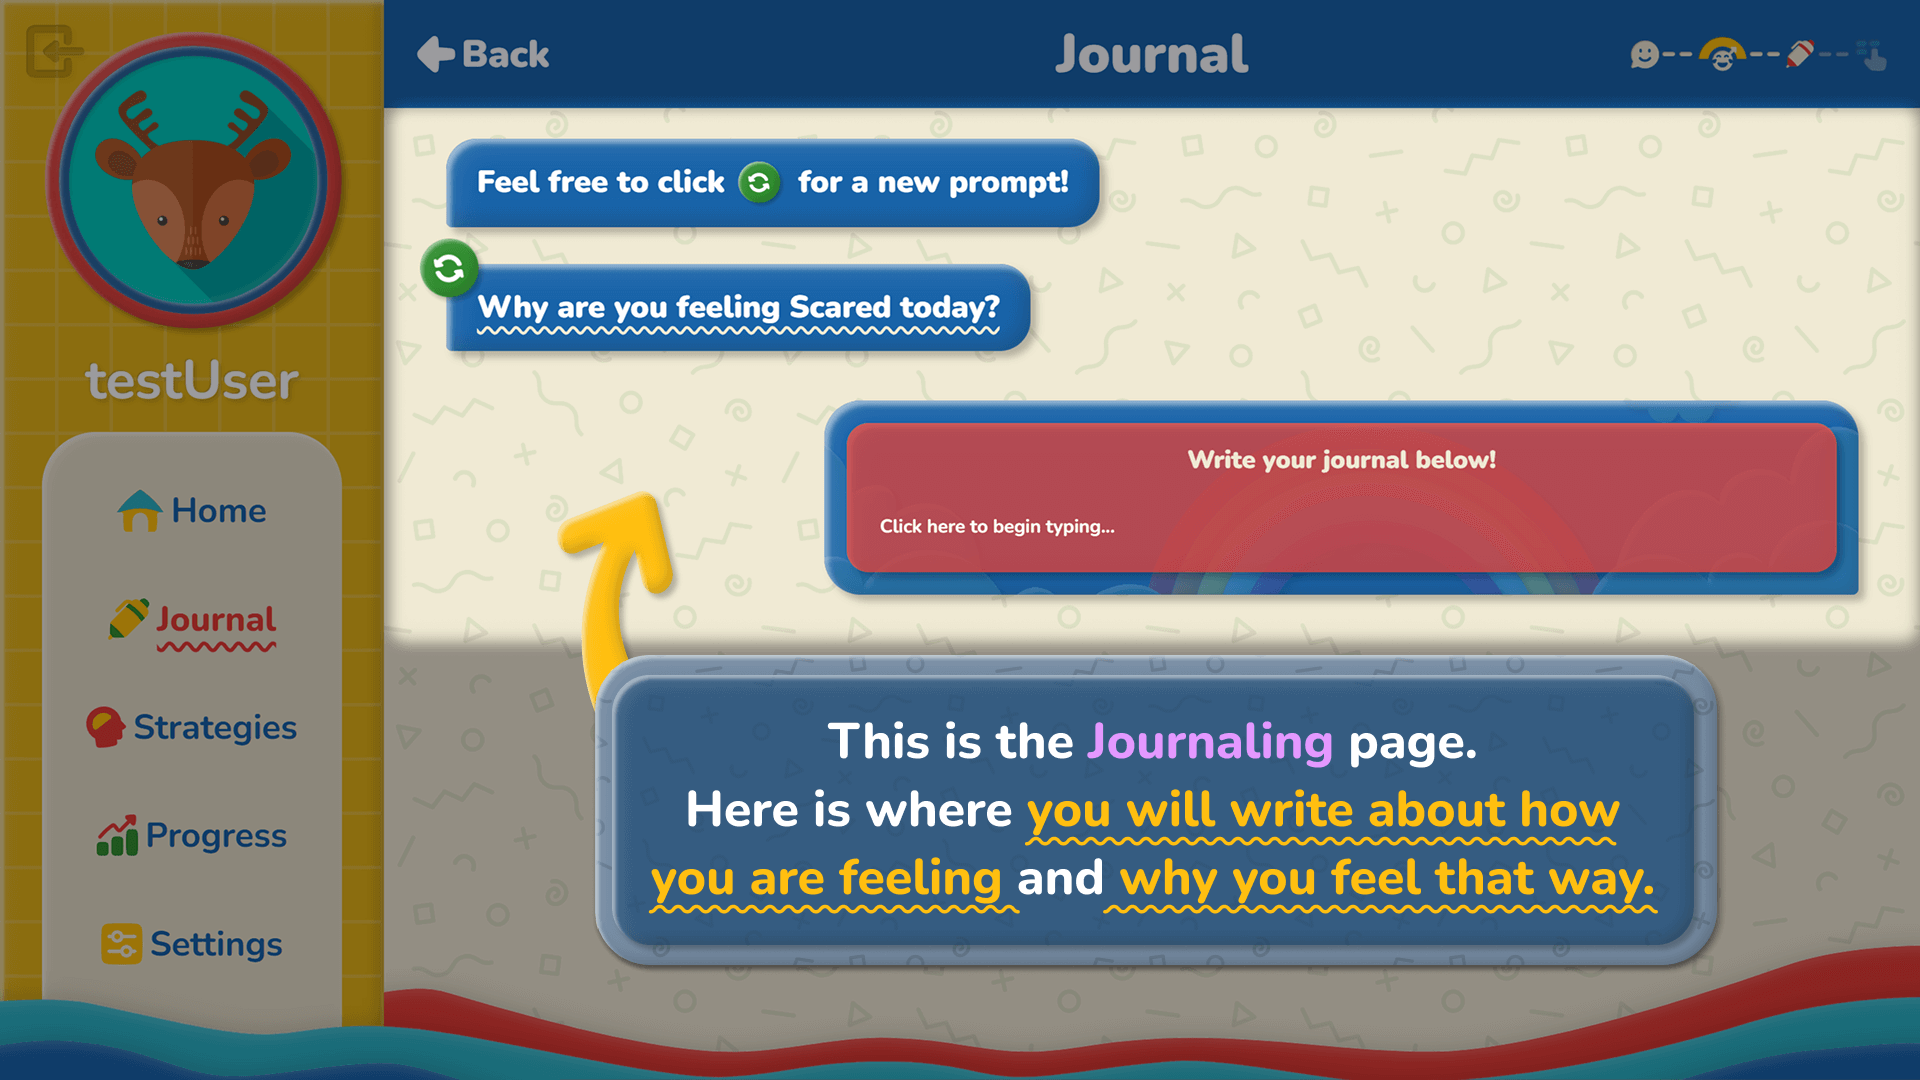 Back
Journal
Feel free to click for a new prompt!
Why are you feeling Scared today?
testUser
Write your journal below!
Click here to begin typing...
Home
Journal
Strategies
Progress
Settings
This is the Journaling page.
Here is where you will write about how
you are feeling and why you feel that way.